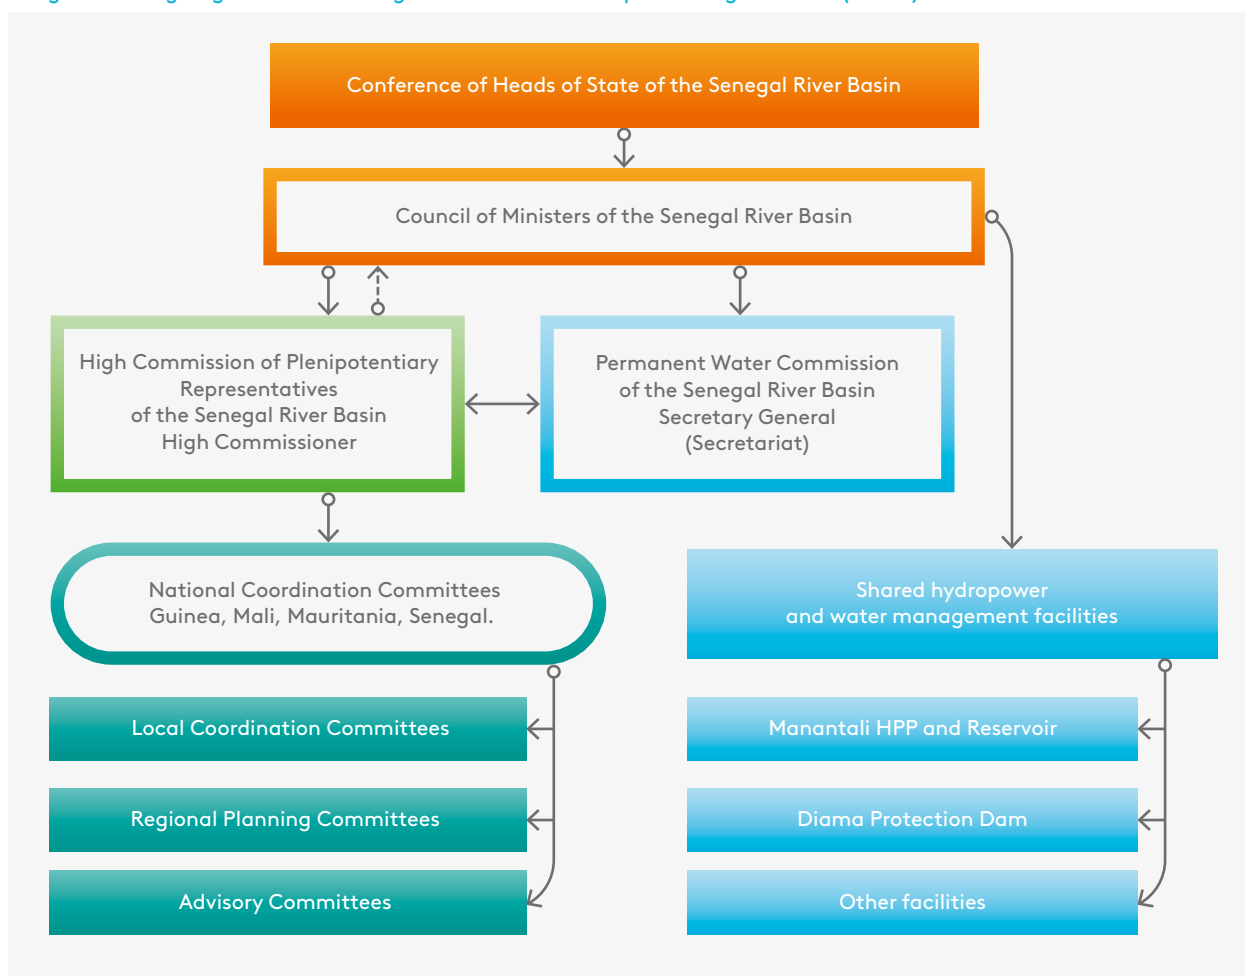 Conference of Heads of State of the Senegal River Basin
Council of Ministers of the Senegal River Basin
High Commission of Plenipotentiary
Representatives
of the Senegal River Basin
High Commissioner
Permanent Water Commission
of the Senegal River Basin
Secretary General
(Secretariat)
National Coordination Committees
Guinea, Mali, Mauritania, Senegal.
Shared hydropower
and water management facilities
Local Coordination Committees
Manantali HPP and Reservoir
Regional Planning Committees
Diama Protection Dam
Advisory Committees
Other facilities